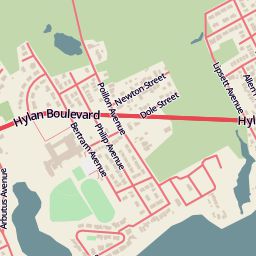 Newton Street
Dole Street
Poillon Avenue
Lipsett Avenue
Allen
Hylan Boulevard
Hyl
Philip Avenue
Bertram Avenue
Arbutus Avenue